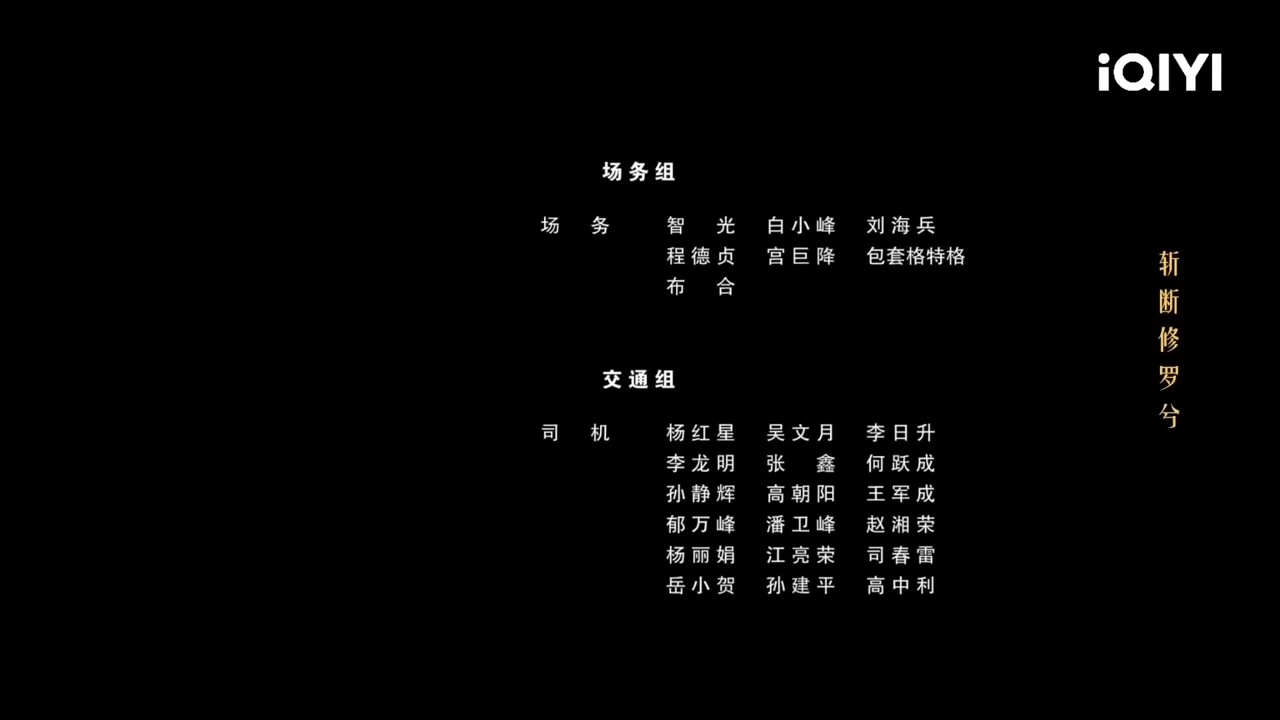 iQIYI
场务组
场 务 智 光 白小峰 刘海兵
程德贞 宫巨降 包套格特格
布 合
交通组
司 机 杨红星 吴文月 李日升
李龙明 张 鑫 何跃成
孙静辉 高朝阳 王军成
郁万峰 潘卫峰 赵湘荣
杨丽娟 江亮荣 司春雷
岳小贺 孙建平 高中利
斩断修罗兮